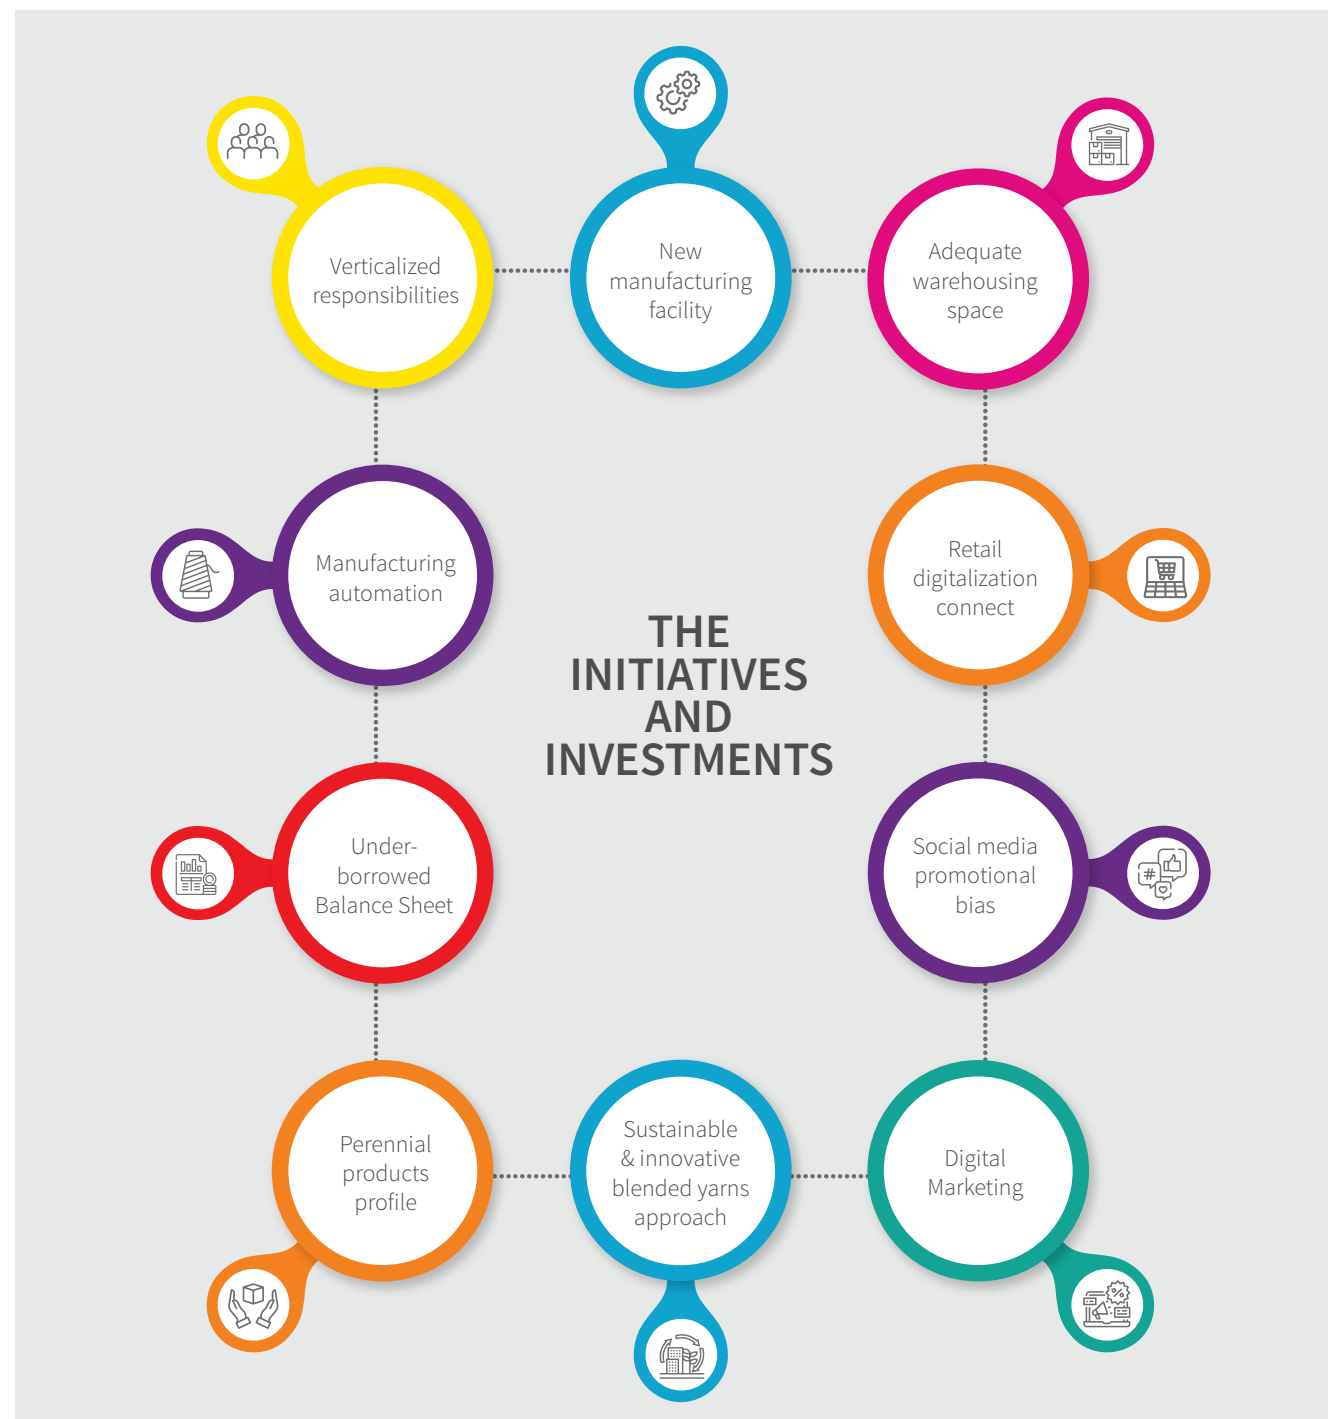 Verticalized
responsibilities
New
manufacturing
facility
Adequate
warehousing
space
Manufacturing
automation
Retail
digitalization
connect
THE
INITIATIVES
AND
INVESTMENTS
Under-
borrowed
Balance Sheet
Social media
promotional
bias
Perennial
products
profile
Sustainable
& innovative
blended yarns
approach
Digital
Marketing